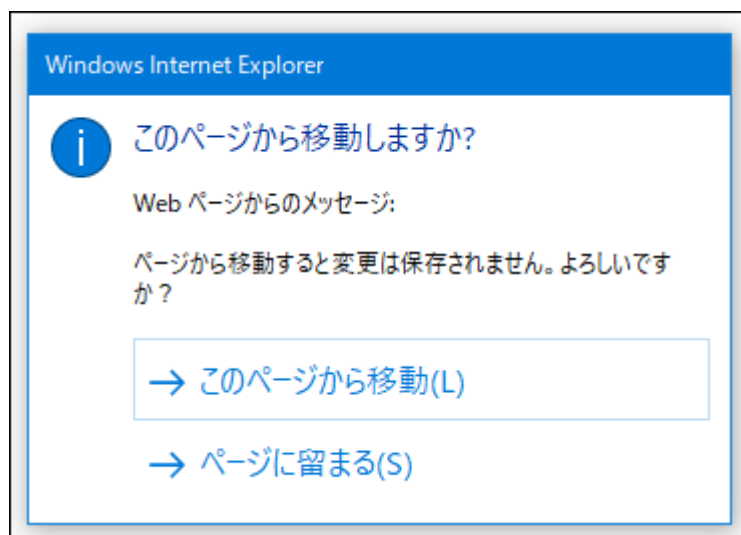 Windows Internet Explorer
このページから移動しますか?
Web ページからのメッセージ:
ページから移動すると変更は保存されません。よろしいです
か？
→ このページから移動(L)
→ ページに留まる(S)